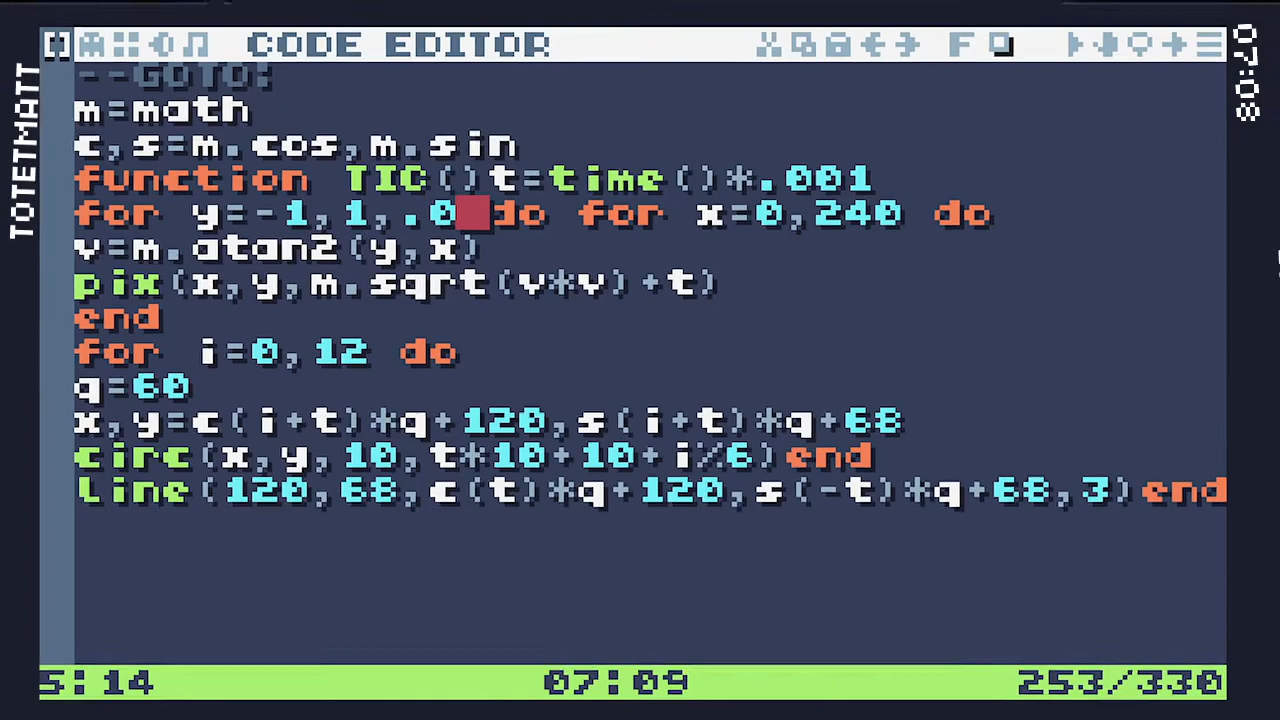 CODE EDITOR
F
TOTETMATT
07:08
--GOTO:
m=math
c,s=m.cos,m.sin
function TIC()t=time()*.001
for y=-1,1,.0 do for x=0,240 do
v=m.atan2(y,x)
pix(x,y,m.sqrt(v*v)+t)
end
for i=0,12 do
q=60
x,y=c(i+t)*q+120,s(i+t)*q+68
circ(x,y,10,t*10+10+i%6)end
line(120,68,c(t)*q+120,s(-t)*q+68,3)end
5:14
07:09
253/330